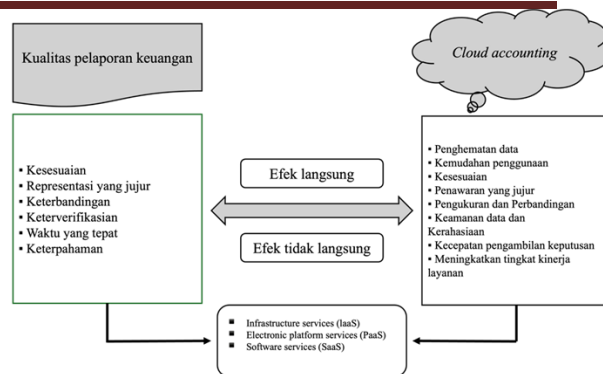 Kualitas pelaporan keuangan
Cloud accounting
▪ Kesesuaian
▪ Representasi yang jujur
▪ Keterbandingan
▪ Keterverifikasian
▪ Waktu yang tepat
▪ Keterpahaman
Efek langsung
Efek tidak langsung
▪ Penghematan data
▪ Kemudahan penggunaan
▪ Kesesuaian
▪ Penawaran yang jujur
▪ Pengukuran dan Perbandingan
▪ Keamanan data dan
Kerahasiaan
▪ Kecepatan pengambilan keputusan
▪ Meningkatkan tingkat kinerja
layanan
▪ Infrastructure services (IaaS)
▪ Electronic platform services (PaaS)
▪ Software services (SaaS)